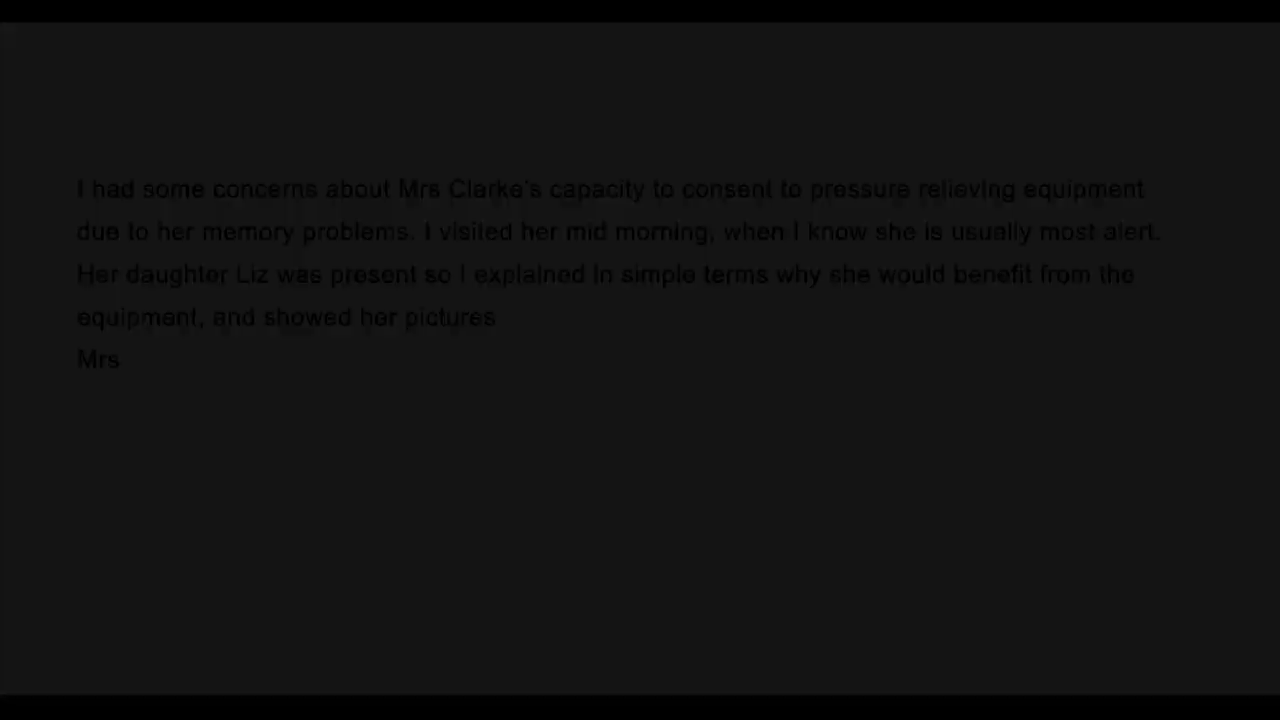 I had some concerns about Mrs Clarke's capacity to consent to pressure relieving equipment
due to her memory problems. I visited her mid morning, when I know she is usually most alert.
Her daughter Liz was present so I explained in simple terms why she would benefit from the
equipment, and showed her pictures
Mrs